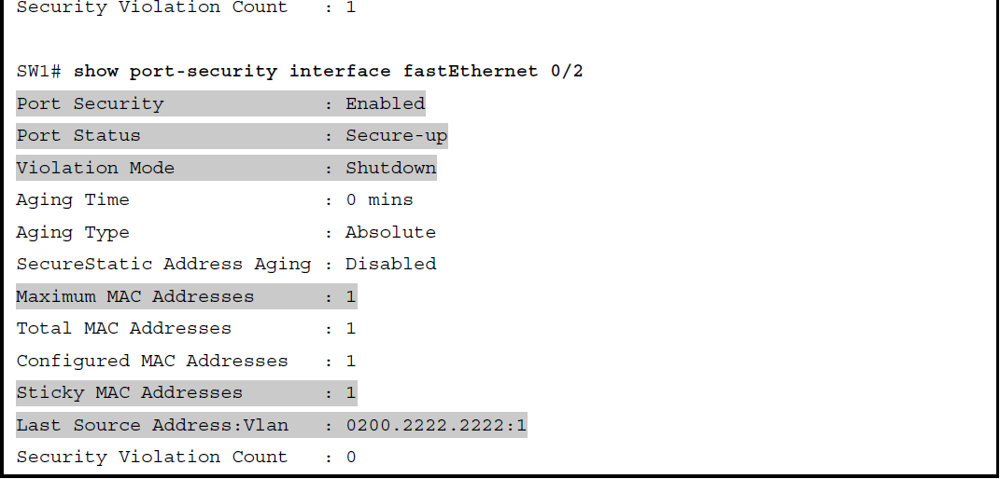 Security Violation Count   : 1
SW1# show port-security interface fastEthernet 0/2
Port Security              : Enabled
Port Status                : Secure-up
Violation Mode             : Shutdown
Aging Time                 : 0 mins
Aging Type                 : Absolute
SecureStatic Address Aging : Disabled
Maximum MAC Addresses      : 1
Total MAC Addresses        : 1
Configured MAC Addresses   : 1
Sticky MAC Addresses       : 1
Last Source Address:Vlan   : 0200.2222.2222:1
Security Violation Count   : 0